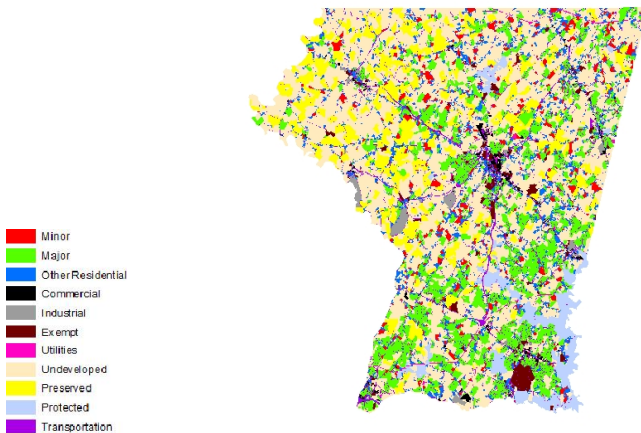 Minor
Major
Other Residential
Commercial
Industrial
Exempt
Utilities
Undeveloped
Preserved
Protected
Transportation